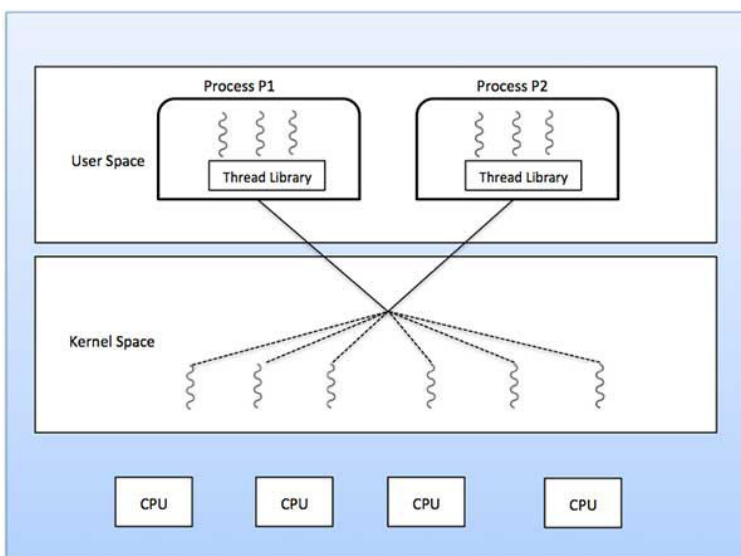 Process P1
Process P2
User Space
Thread Library
Thread Library
Kernel Space
CPU
CPU
CPU
CPU